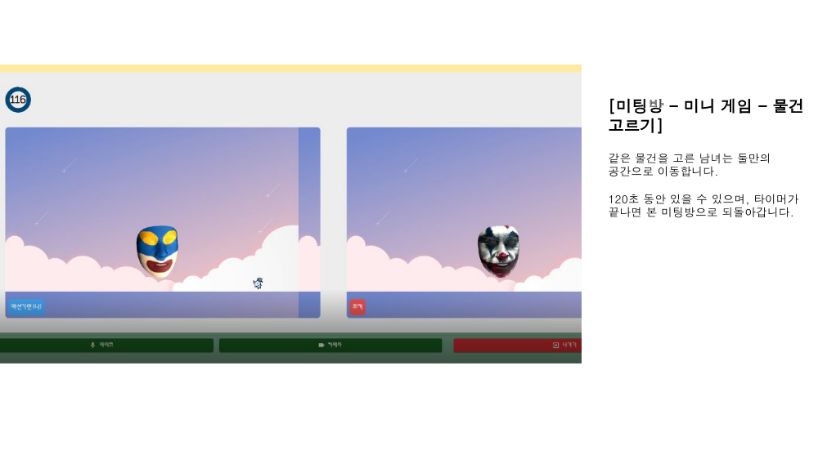 116
[미팅방 – 미니 게임 – 물건
고르기]
같은 물건을 고른 남녀는 둘만의
공간으로 이동합니다.
120초 동안 있을 수 있으며, 타이머가
끝나면 본 미팅방으로 되돌아갑니다.
나가기